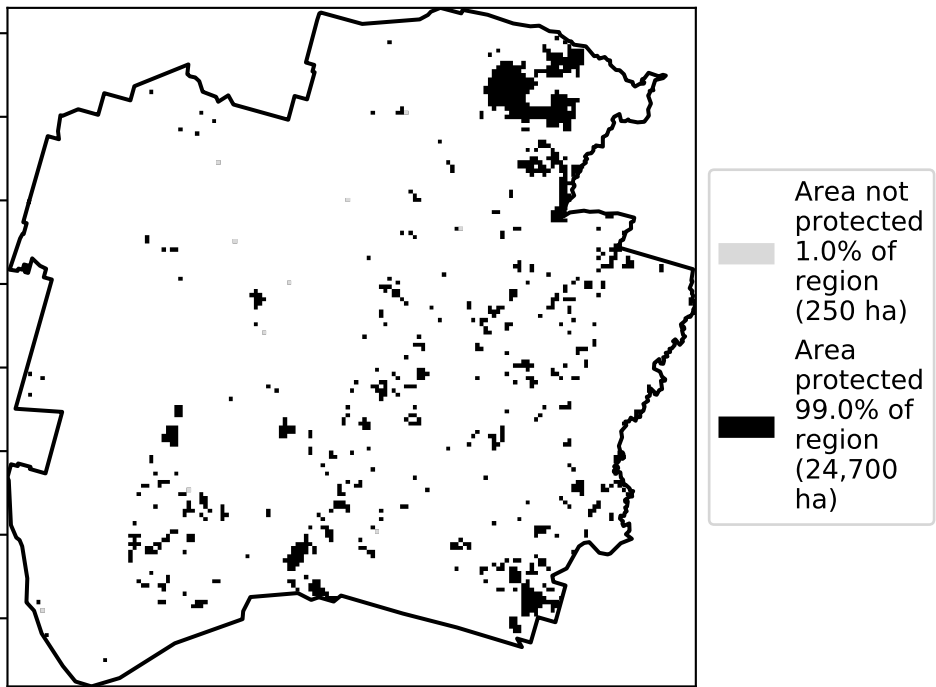 Area not
protected
1.0% of
region
(250 ha)
Area
protected
99.0% of
region
(24,700
ha)